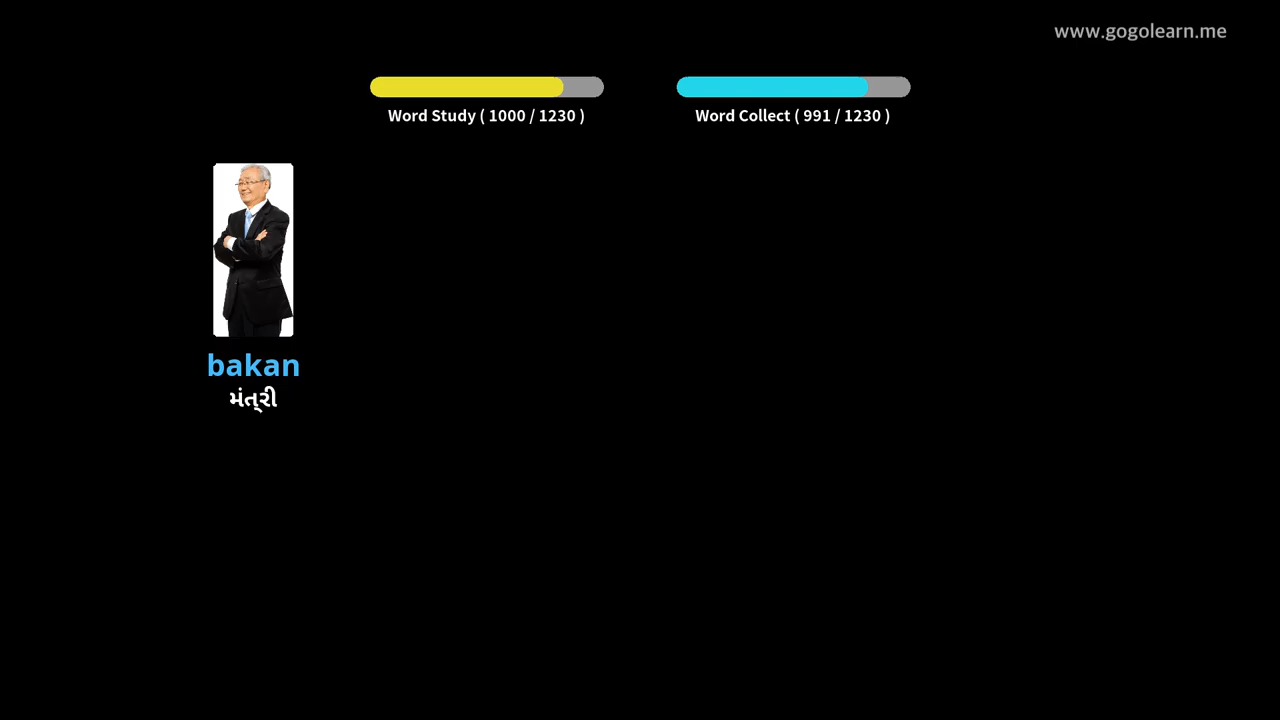 www.gogolearn.me
Word Study ( 1000 / 1230 )
Word Collect ( 991 / 1230 )
bakan
મંત્રી